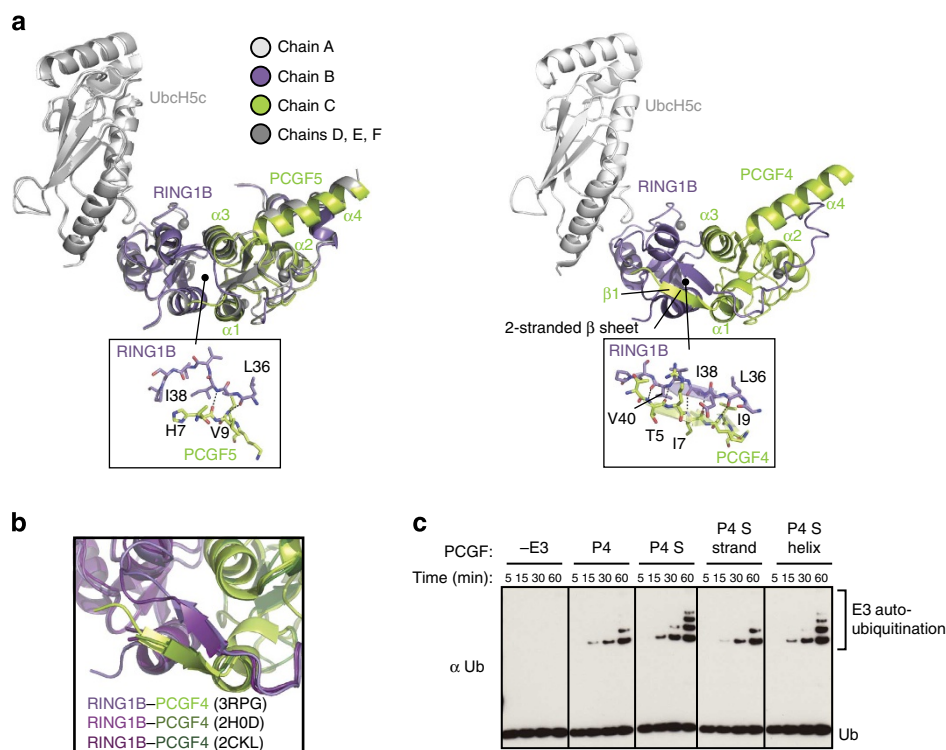 a
Chain A
Chain B
Chain C
Chains D, E, F
UbcH5c
RING1B
PCGF5
α3
α4
α2
α1
RING1B
L36
I38
H7
V9
PCGF5
UbcH5c
RING1B
PCGF4
α3
α4
α2
β1
α1
2-stranded β sheet
RING1B
I38
L36
V40
I9
T5
I7
PCGF4
b
RING1B–PCGF4 (3RPG)
RING1B–PCGF4 (2H0D)
RING1B–PCGF4 (2CKL)
c
PCGF: –E3 P4 P4 S P4 S strand P4 S helix
Time (min): 5 15 30 60 5 15 30 60 5 15 30 60 5 15 30 60 5 15 30 60
E3 auto-
ubiquitination
α Ub
Ub